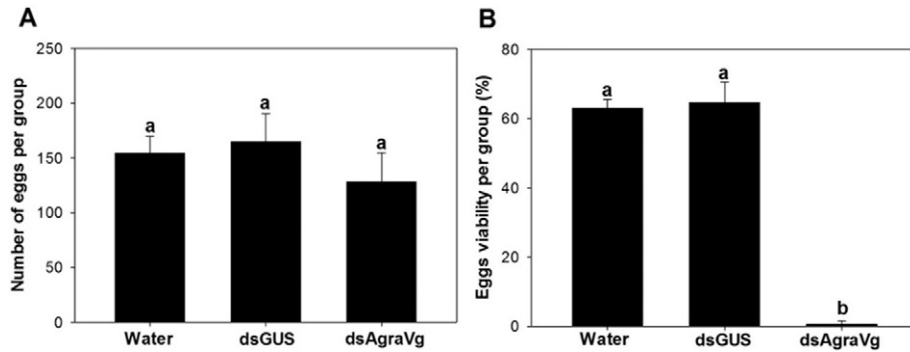 A
Number of eggs per group
250
200
150
100
50
0
a
a
a
Water
dsGUS
dsAgraVg
B
Eggs viability per group (%)
80
60
40
20
0
a
a
b
Water
dsGUS
dsAgraVg